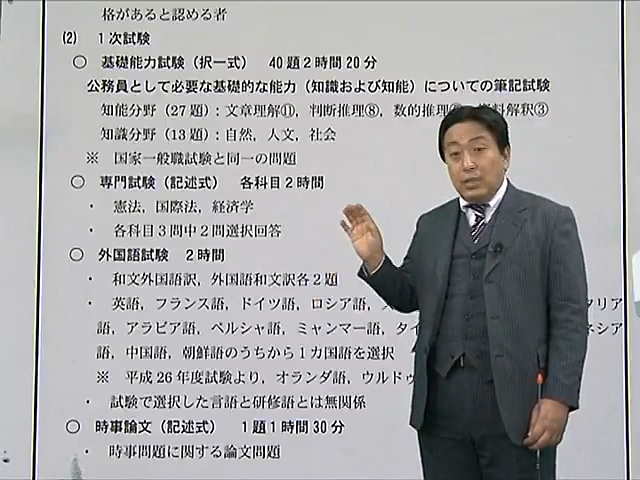 格があると認める者
(2) 1次試験
○ 基礎能力試験（択一式） 40題2時間20分
公務員として必要な基礎的な能力（知識および知能）についての筆記試験
知能分野（27題）: 文章理解⑪, 判断推理⑧, 数的推理 料解釈③
知識分野（13題）: 自然, 人文, 社会
※ 国家一般職試験と同一の問題
○ 専門試験（記述式） 各科目2時間
・ 憲法, 国際法, 経済学
・ 各科目3問中2問選択回答
○ 外国語試験 2時間
・ 和文外国語訳, 外国語和文訳各2題
・ 英語, フランス語, ドイツ語, ロシア語, タリア
語, アラビア語, ペルシャ語, ミャンマー語, タイ ネシア
語, 中国語, 朝鮮語のうちから1カ国語を選択
※ 平成26年度試験より, オランダ語, ウルドゥ
・ 試験で選択した言語と研修語とは無関係
○ 時事論文（記述式） 1題1時間30分
・ 時事問題に関する論文問題